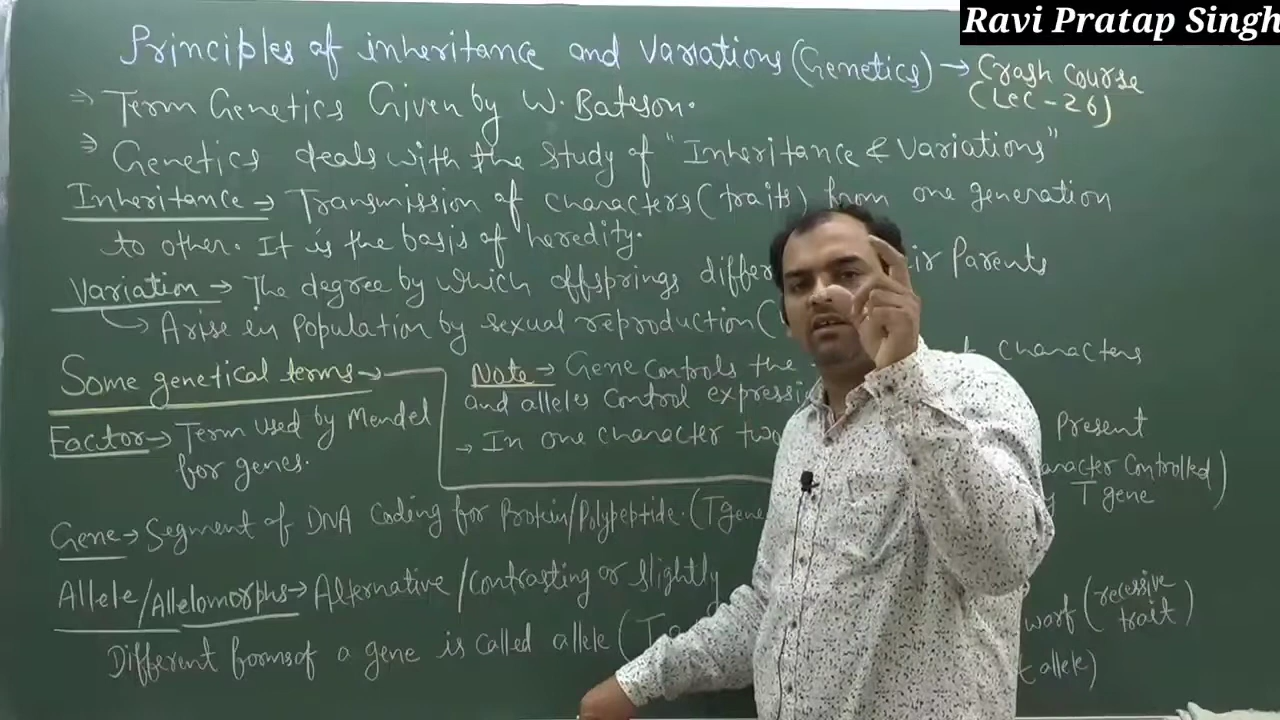 Ravi Pratap Singh
Principles of inheritance and Variations (Genetics) → Crash course
(Lec-26)
⇒ Term Genetics Given by W. Bateson.
⇒ Genetics deals with the study of "Inheritance & Variations"
Inheritance → Transmission of characters (traits) from one generation
to other. It is the basis of heredity.
Variation → The degree by which offsprings differ Parents
Arise in Population by sexual reproduction (
Some genetical terms →
Note → Gene controls the characters
and alleles control
→ In one character two Present
Factor → Term used by Mendel
for genes.
Character Controlled)
T gene
Gene → Segment of DNA Coding for Protein/Polypeptide. (T gene
Allele/Allelomorphs → Alternative/contrasting or slightly
Different forms of a gene is called allele (T
(recessive
trait)
allele)